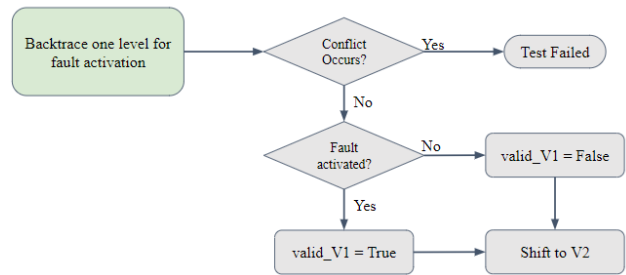 Backtrace one level for
fault activation
Conflict
Occurs?
Yes
Test Failed
No
Fault
activated?
No
valid_V1 = False
Yes
valid_V1 = True
Shift to V2